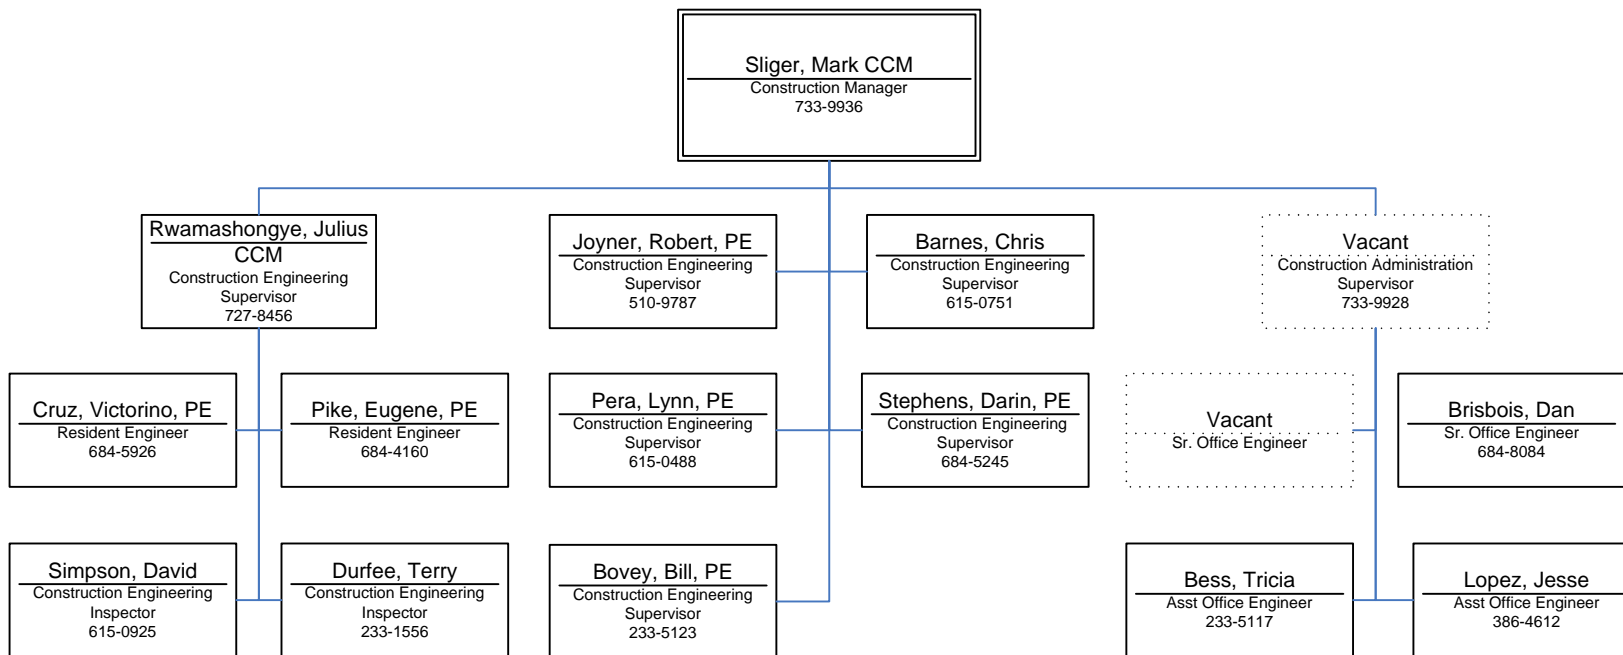 Sliger, Mark CCM
Construction Manager
733-9936
Rwamashongye, Julius
CCM
Construction Engineering
Supervisor
727-8456
Joyner, Robert, PE
Construction Engineering
Supervisor
510-9787
Barnes, Chris
Construction Engineering
Supervisor
615-0751
Vacant
Construction Administration
Supervisor
733-9928
Cruz, Victorino, PE
Resident Engineer
684-5926
Pike, Eugene, PE
Resident Engineer
684-4160
Pera, Lynn, PE
Construction Engineering
Supervisor
615-0488
Stephens, Darin, PE
Construction Engineering
Supervisor
684-5245
Vacant
Sr. Office Engineer
Brisbois, Dan
Sr. Office Engineer
684-8084
Simpson, David
Construction Engineering
Inspector
615-0925
Durfee, Terry
Construction Engineering
Inspector
233-1556
Bovey, Bill, PE
Construction Engineering
Supervisor
233-5123
Bess, Tricia
Asst Office Engineer
233-5117
Lopez, Jesse
Asst Office Engineer
386-4612